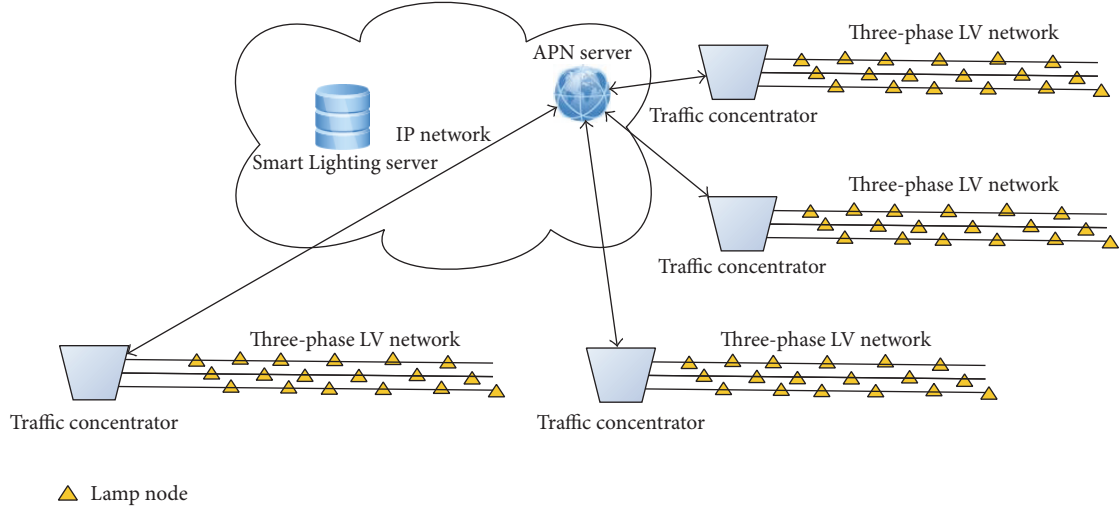 Three-phase LV network
APN server
Traffic concentrator
IP network
Smart Lighting server
Three-phase LV network
Traffic concentrator
Three-phase LV network
Three-phase LV network
Traffic concentrator
Traffic concentrator
Lamp node